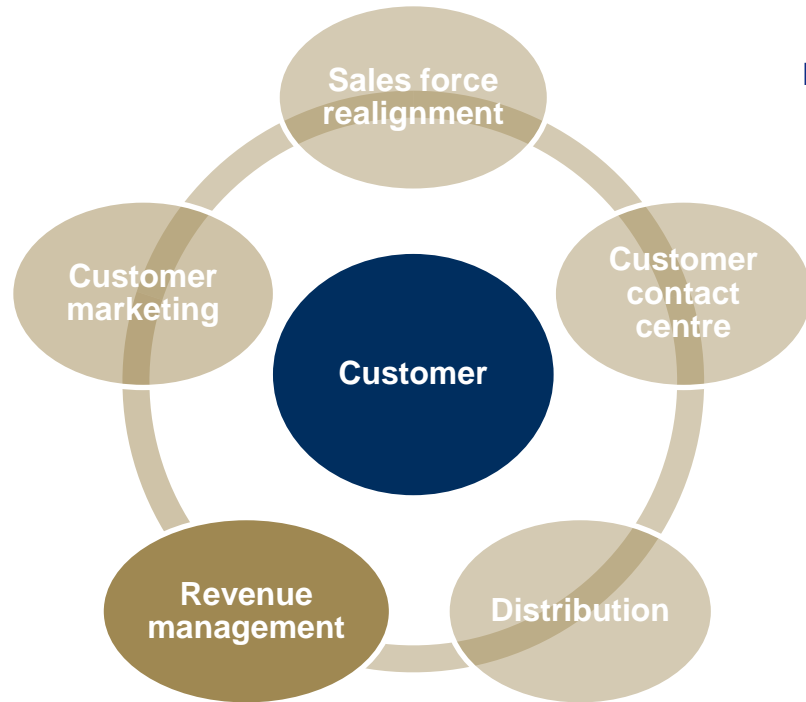 Sales force
realignment
Customer
marketing
Customer
contact
centre
Customer
Revenue
management
Distribution